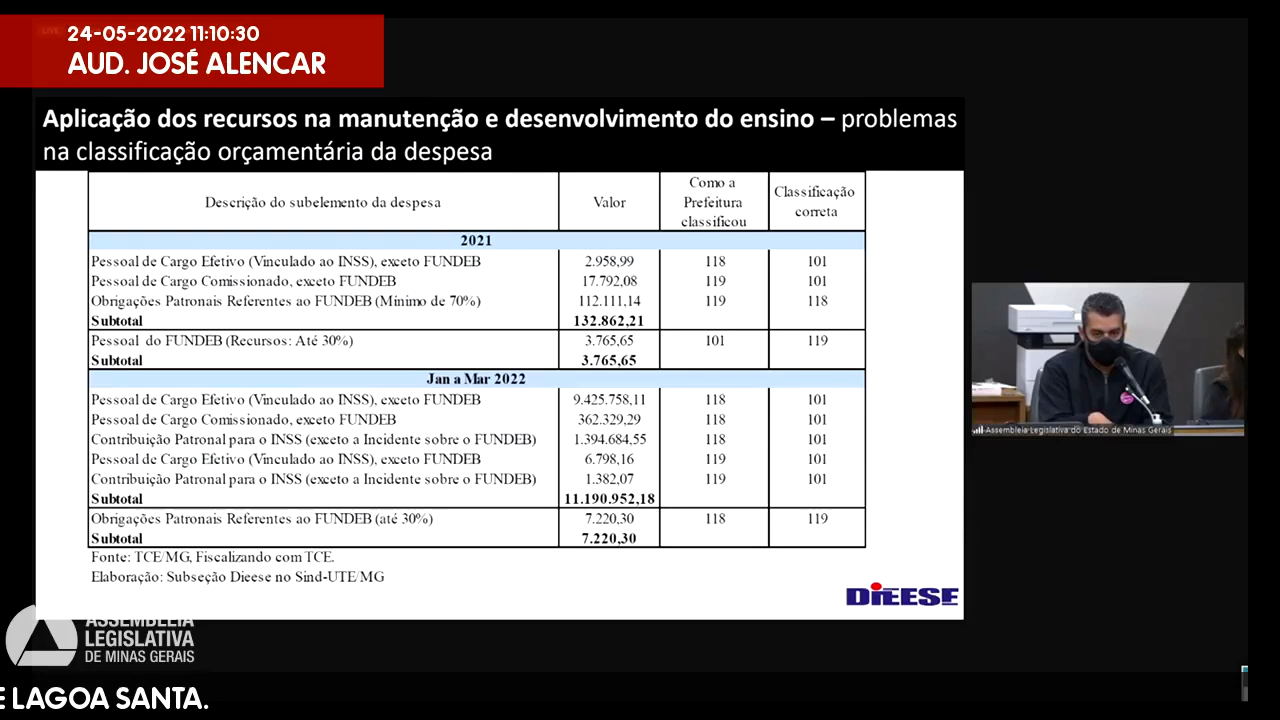 LIVE
24-05-2022 11:10:30
AUD. JOSÉ ALENCAR
Aplicação dos recursos na manutenção e desenvolvimento do ensino – problemas
na classificação orçamentária da despesa
Descrição do subelemento da despesa Valor Como a Prefeitura classificou Classificação correta
2021
Pessoal de Cargo Efetivo (Vinculado ao INSS), exceto FUNDEB 2.958,99 118 101
Pessoal de Cargo Comissionado, exceto FUNDEB 17.792,08 119 101
Obrigações Patronais Referentes ao FUNDEB (Mínimo de 70%) 112.111,14 119 118
Subtotal 132.862,21
Pessoal do FUNDEB (Recursos: Até 30%) 3.765,65 101 119
Subtotal 3.765,65
Jan a Mar 2022
Pessoal de Cargo Efetivo (Vinculado ao INSS), exceto FUNDEB 9.425.758,11 118 101
Pessoal de Cargo Comissionado, exceto FUNDEB 362.329,29 118 101
Contribuição Patronal para o INSS (exceto a Incidente sobre o FUNDEB) 1.394.684,55 118 101
Pessoal de Cargo Efetivo (Vinculado ao INSS), exceto FUNDEB 6.798,16 119 101
Contribuição Patronal para o INSS (exceto a Incidente sobre o FUNDEB) 1.382,07 119 101
Subtotal 11.190.952,18
Obrigações Patronais Referentes ao FUNDEB (até 30%) 7.220,30 118 119
Subtotal 7.220,30
Fonte: TCE/MG, Fiscalizando com TCE.
Elaboração: Subseção Dieese no Sind-UTE/MG
DIEESE
Assembleia Legislativa do Estado de Minas Gerais
ASSEMBLEIA
LEGISLATIVA
DE MINAS GERAIS
E LAGOA SANTA.